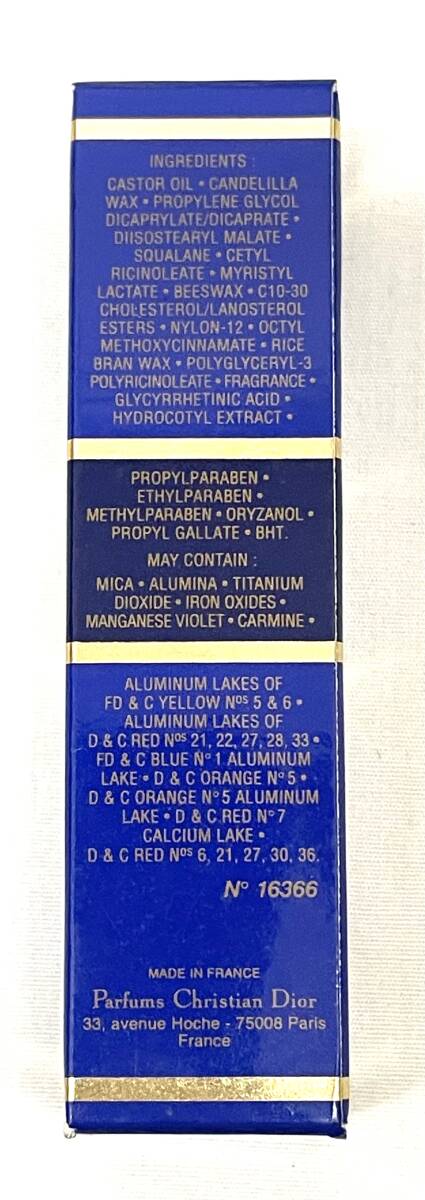 INGREDIENTS :
CASTOR OIL • CANDELILLA
WAX • PROPYLENE GLYCOL
DICAPRYLATE/DICAPRATE •
DIISOSTEARYL MALATE •
SQUALANE • CETYL
RICINOLEATE • MYRISTYL
LACTATE • BEESWAX • C10-30
CHOLESTEROL/LANOSTEROL
ESTERS • NYLON-12 • OCTYL
METHOXYCINNAMATE • RICE
BRAN WAX • POLYGLYCERYL-3
POLYRICINOLEATE • FRAGRANCE •
GLYCYRRHETINIC ACID •
HYDROCOTYL EXTRACT •
PROPYLPARABEN •
ETHYLPARABEN •
METHYLPARABEN • ORYZANOL •
PROPYL GALLATE • BHT.
MAY CONTAIN :
MICA • ALUMINA • TITANIUM
DIOXIDE • IRON OXIDES •
MANGANESE VIOLET • CARMINE •
ALUMINUM LAKES OF
FD & C YELLOW Nos 5 & 6 •
ALUMINUM LAKES OF
D & C RED Nos 21, 22, 27, 28, 33 •
FD & C BLUE N° 1 ALUMINUM
LAKE • D & C ORANGE N° 5 •
D & C ORANGE N° 5 ALUMINUM
LAKE • D & C RED N° 7
CALCIUM LAKE •
D & C RED Nos 6, 21, 27, 30, 36.
N° 16366
MADE IN FRANCE
Parfums Christian Dior
33, avenue Hoche - 75008 Paris
France